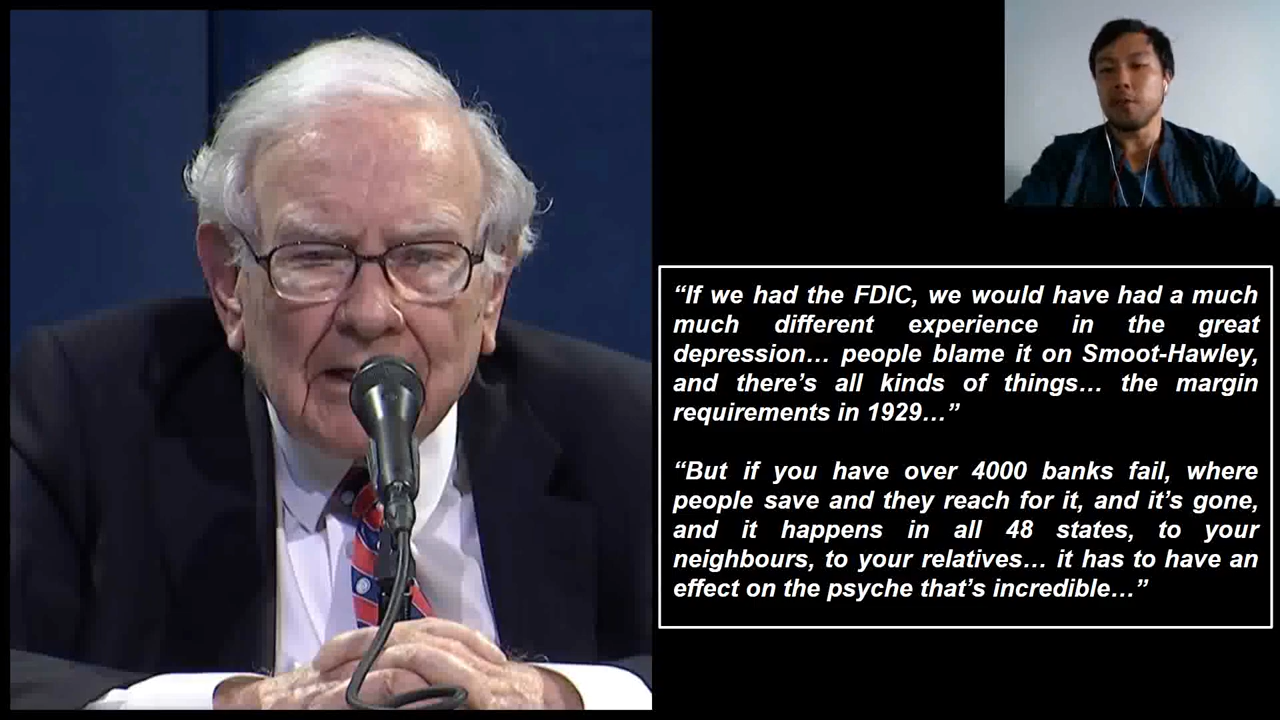 “If we had the FDIC, we would have had a much
much different experience in the great
depression… people blame it on Smoot-Hawley,
and there’s all kinds of things… the margin
requirements in 1929…”
“But if you have over 4000 banks fail, where
people save and they reach for it, and it’s gone,
and it happens in all 48 states, to your
neighbours, to your relatives… it has to have an
effect on the psyche that’s incredible…”